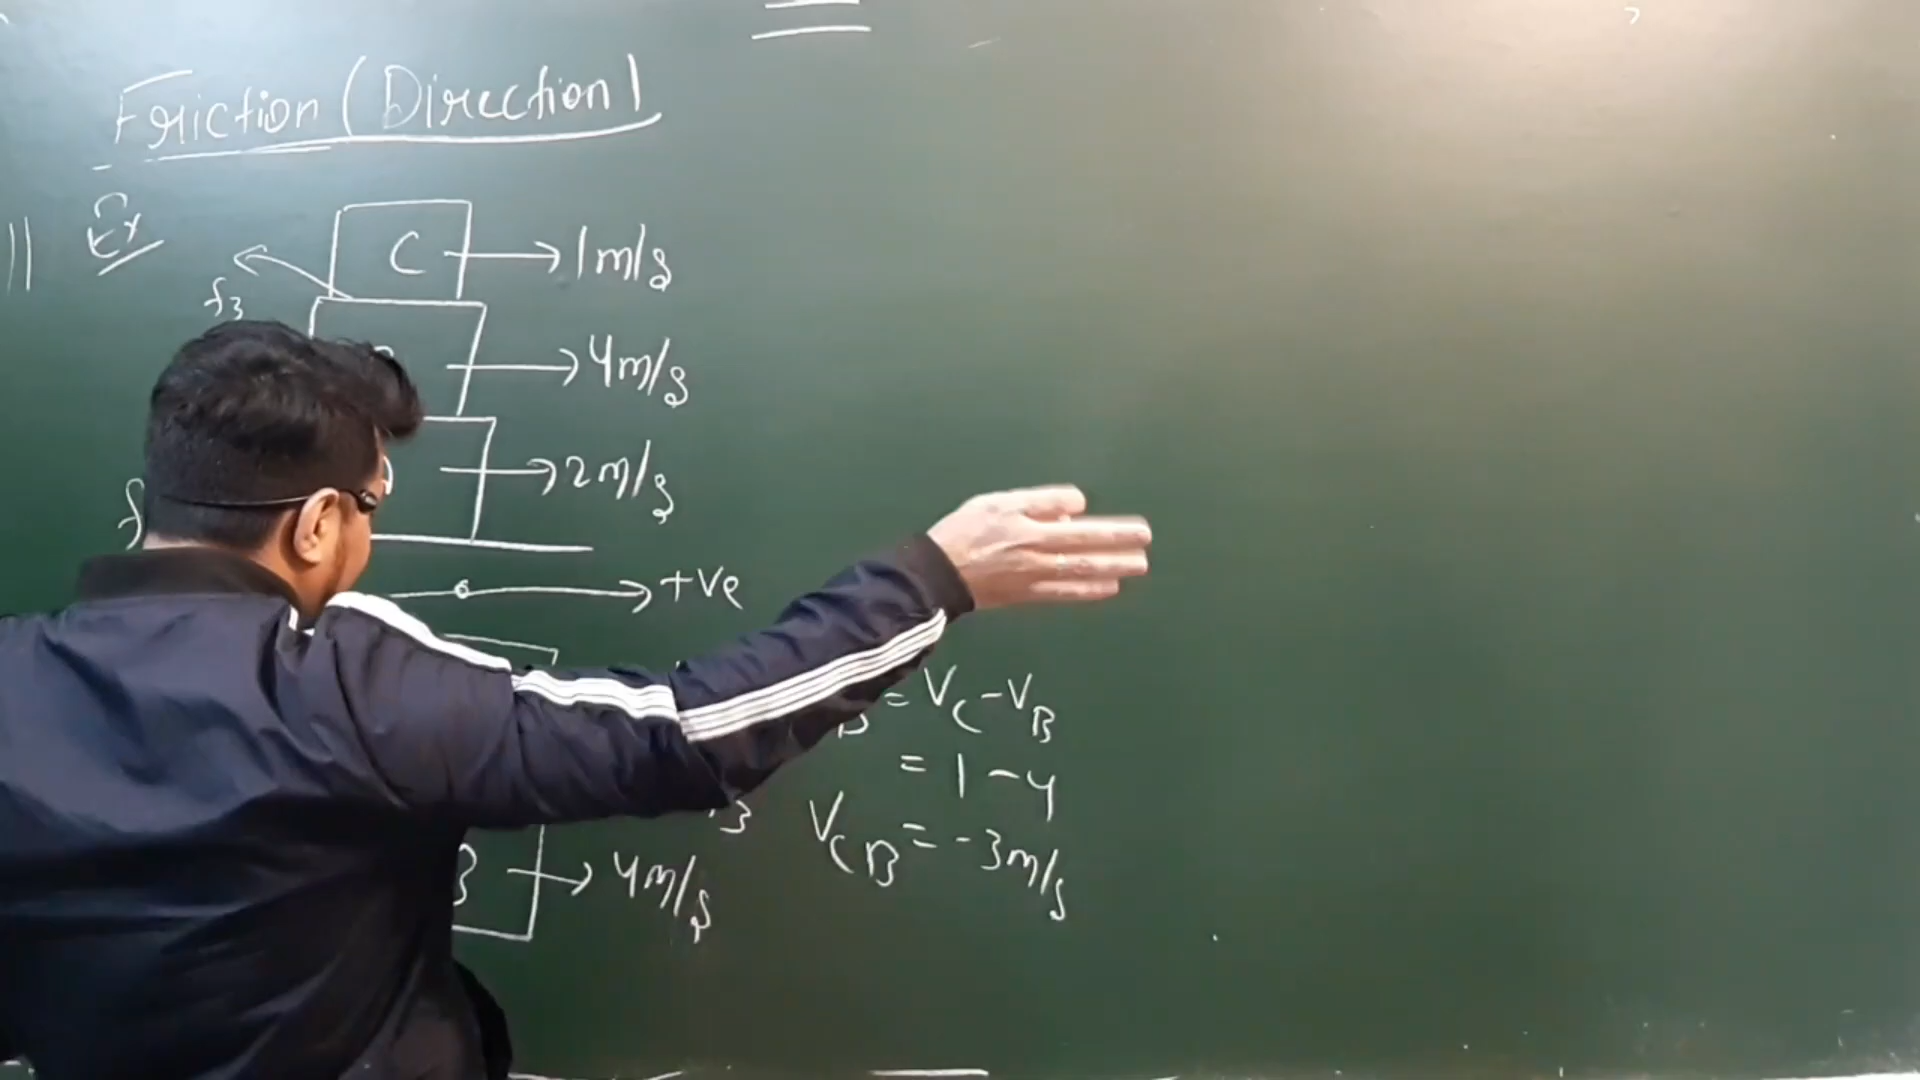 Friction (Direction)
Ex
C → 1m/s
f3
→ 4m/s
→ 2m/s
→ +ve
= VC - VB
= 1 - 4
VCB = -3m/s
→ 4m/s